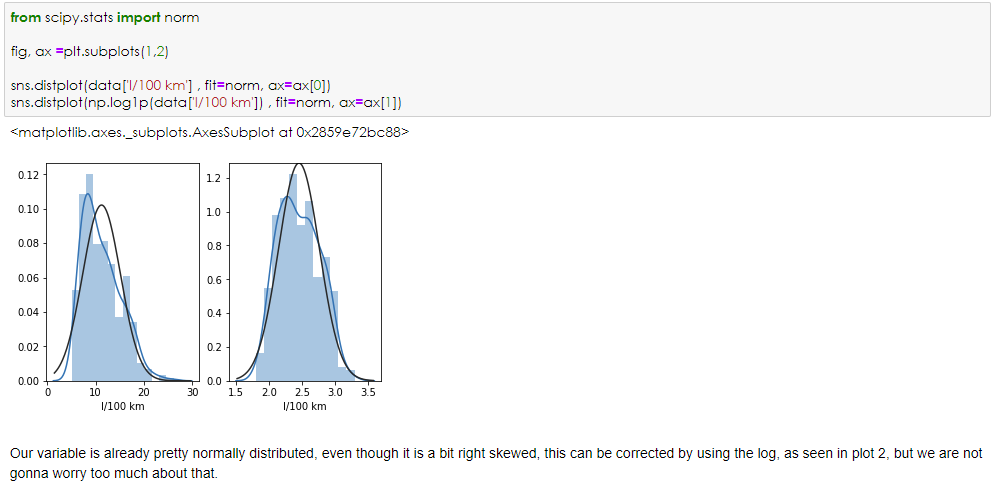 from scipy.stats import norm
fig, ax =plt.subplots(1,2)
sns.distplot(data['l/100 km'] , fit=norm, ax=ax[0])
sns.distplot(np.log1p(data['l/100 km']) , fit=norm, ax=ax[1])
<matplotlib.axes._subplots.AxesSubplot at 0x2859e72bc88>
0.12
0.10
0.08
0.06
0.04
0.02
0.00
0 10 20 30
l/100 km
1.2
1.0
0.8
0.6
0.4
0.2
0.0
1.5 2.0 2.5 3.0 3.5
l/100 km
Our variable is already pretty normally distributed, even though it is a bit right skewed, this can be corrected by using the log, as seen in plot 2, but we are not
gonna worry too much about that.